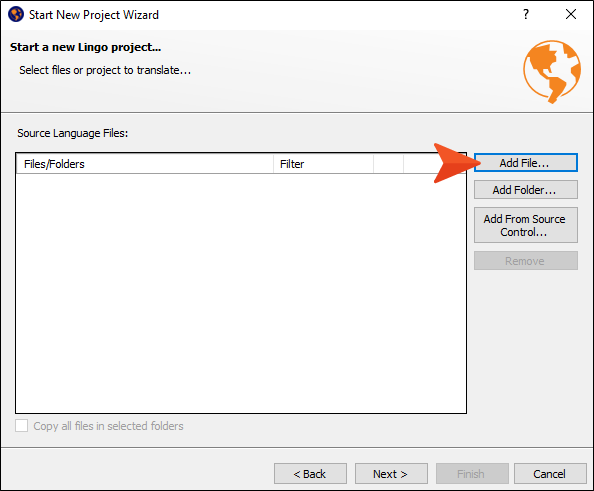 Start New Project Wizard
?
Start a new Lingo project...
Select files or project to translate...
Source Language Files:
Files/Folders Filter
Add File...
Add Folder...
Add From Source
Control...
Remove
Copy all files in selected folders
< Back Next > Finish Cancel